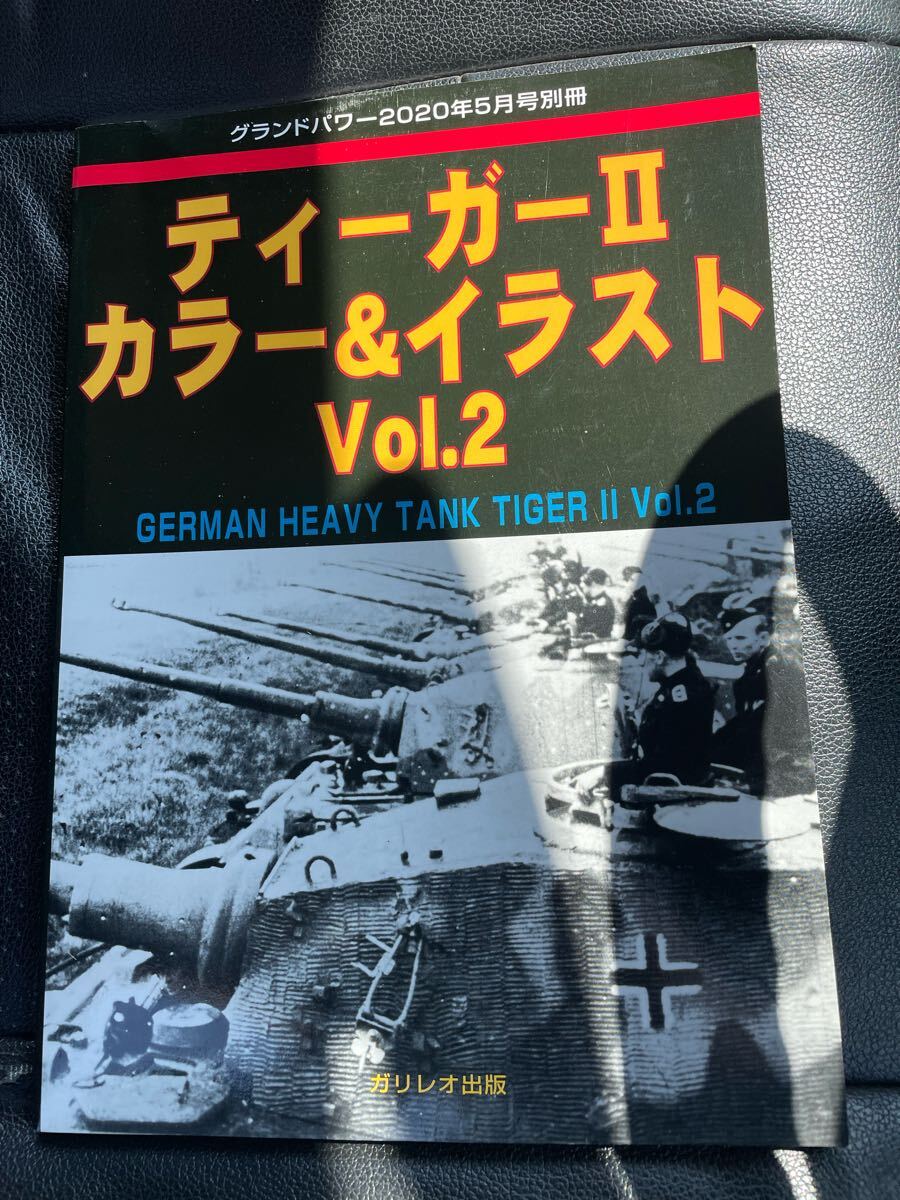 グランドパワー2020年5月号別冊
ティーガーII
カラー&イラスト
Vol.2
GERMAN HEAVY TANK TIGER II Vol.2
ガリレオ出版